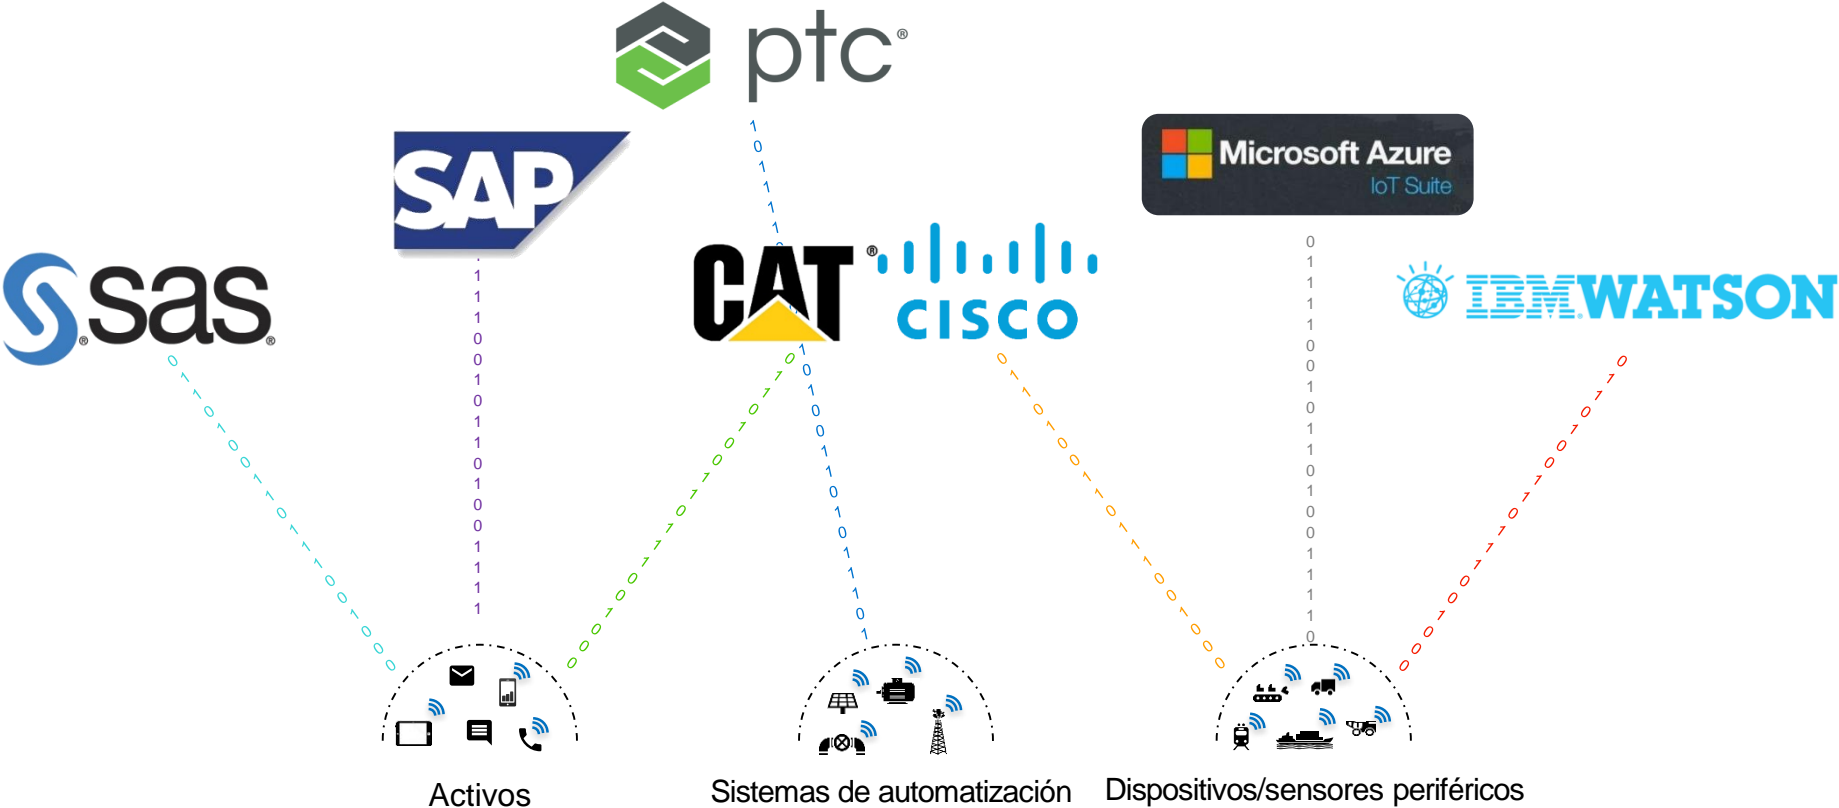 ptc®
SAP
Microsoft Azure
IoT Suite
sas®
CAT®
CISCO
IBM WATSON
Activos
Sistemas de automatización
Dispositivos/sensores periféricos